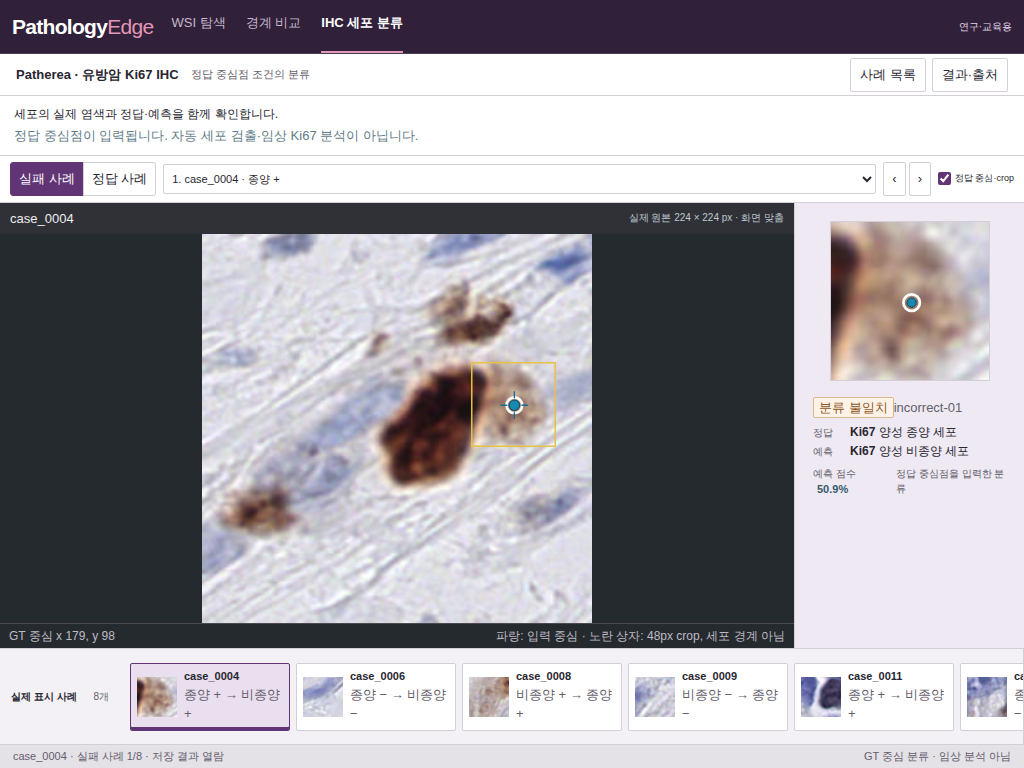 PathologyEdge WSI 탐색 경계 비교 IHC 세포 분류 연구·교육용
Patherea · 유방암 Ki67 IHC 정답 중심점 조건의 분류 사례 목록 결과·출처
세포의 실제 염색과 정답·예측을 함께 확인합니다.
정답 중심점이 입력됩니다. 자동 세포 검출·임상 Ki67 분석이 아닙니다.
실패 사례 정답 사례 1. case_0004 · 종양 + ‹ › 정답 중심·crop
case_0004 실제 원본 224 × 224 px · 화면 맞춤
분류 불일치 incorrect-01
정답 Ki67 양성 종양 세포
예측 Ki67 양성 비종양 세포
예측 점수 50.9%
정답 중심점을 입력한 분
류
GT 중심 x 179, y 98 파랑: 입력 중심 · 노란 상자: 48px crop, 세포 경계 아님
실제 표시 사례 8개
case_0004
종양 + → 비종양
+
case_0006
종양 − → 비종양
−
case_0008
비종양 + → 종양
+
case_0009
비종양 − → 종양
−
case_0011
종양 + → 비종양
+
case_0004 · 실패 사례 1/8 · 저장 결과 열람 GT 중심 분류 · 임상 분석 아님